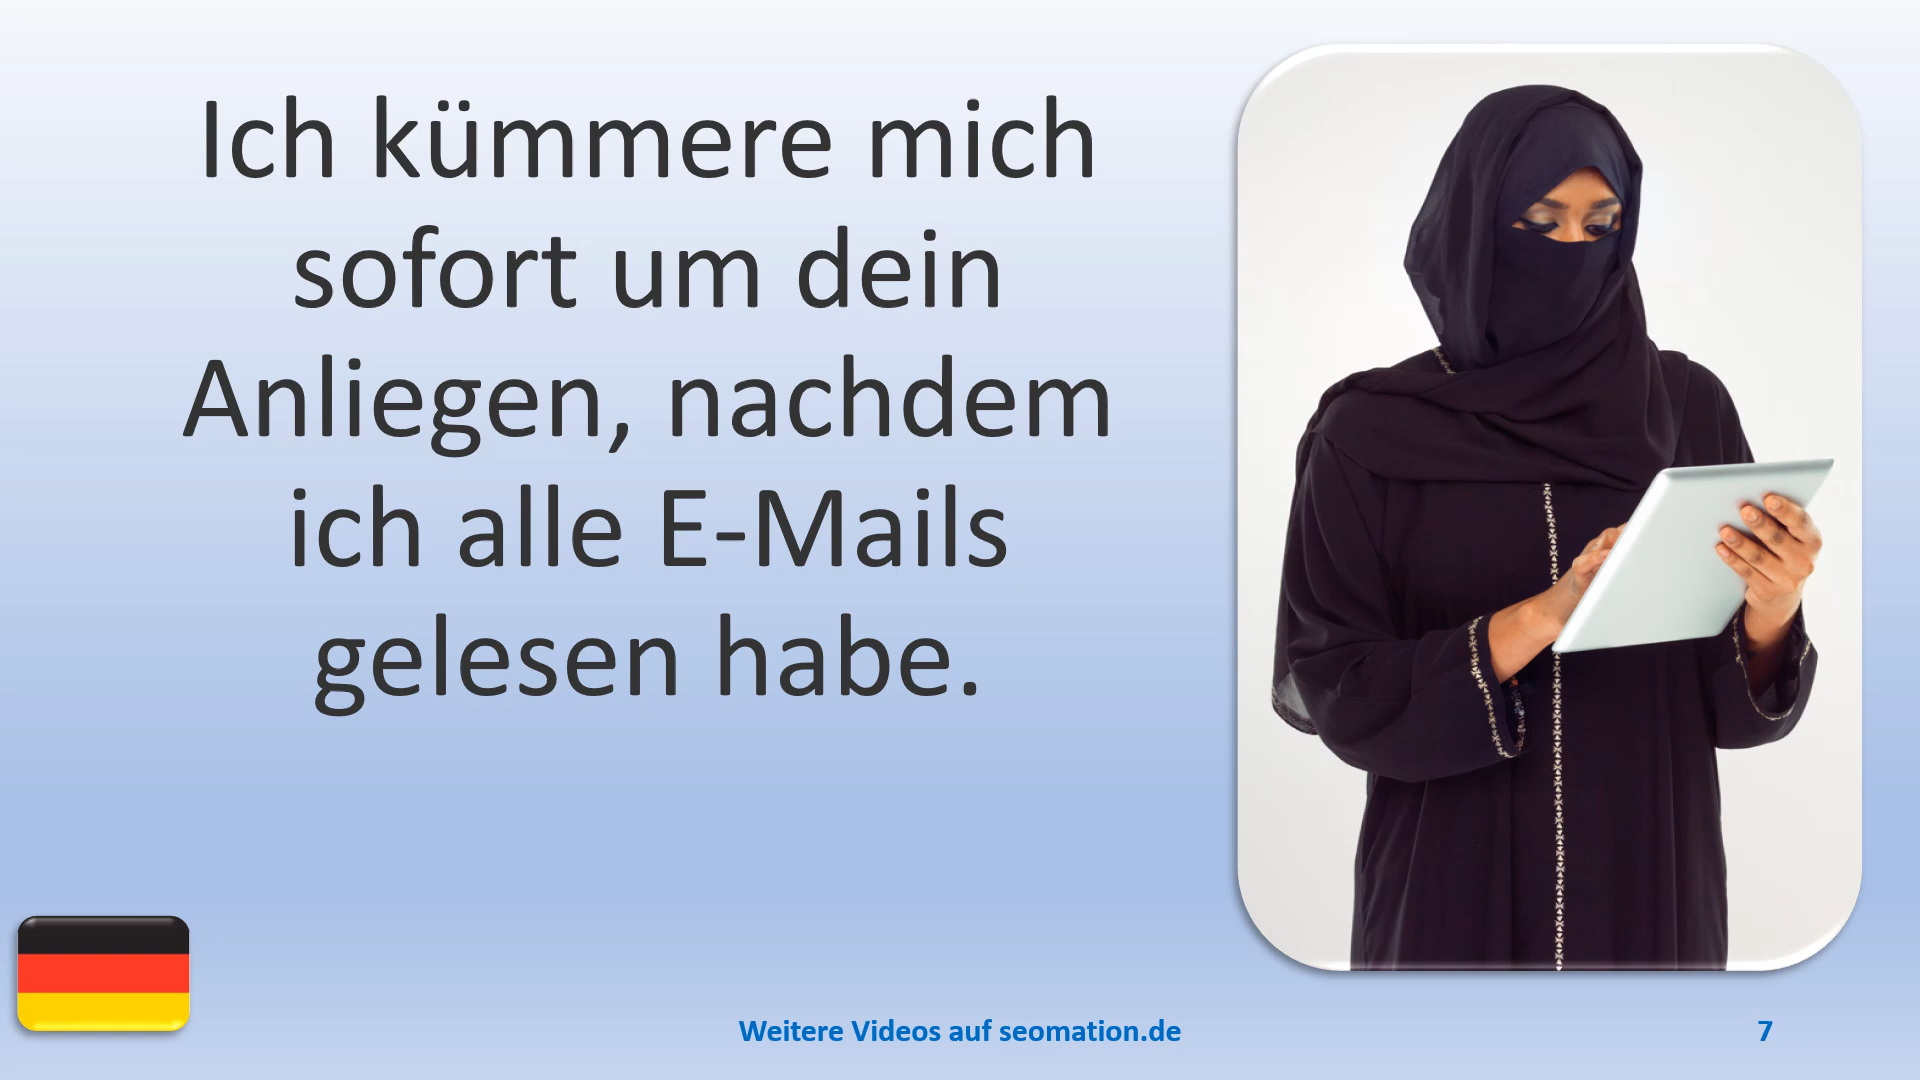 Ich kümmere mich
sofort um dein
Anliegen, nachdem
ich alle E-Mails
gelesen habe.
Weitere Videos auf seomation.de
7